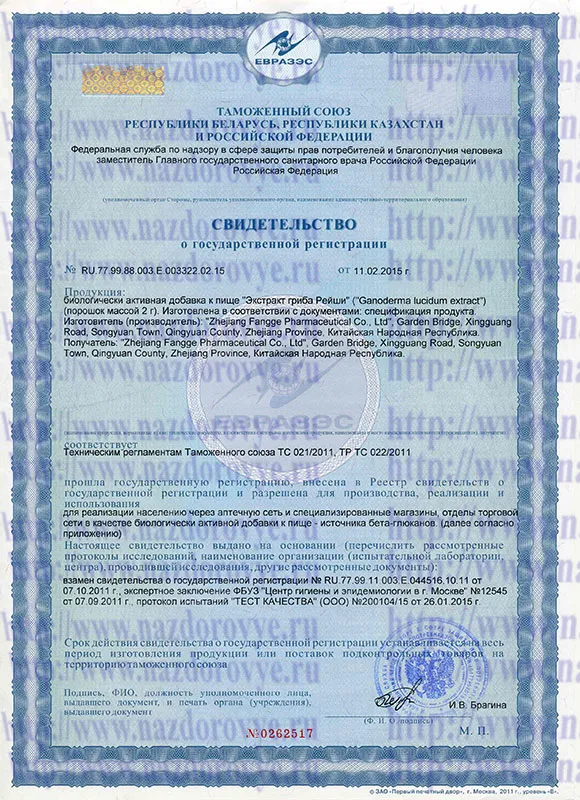 ЕВРАЗЭС
ТАМОЖЕННЫЙ СОЮЗ
РЕСПУБЛИКИ БЕЛАРУСЬ, РЕСПУБЛИКИ КАЗАХСТАН
И РОССИЙСКОЙ ФЕДЕРАЦИИ
Федеральная служба по надзору в сфере защиты прав потребителей и благополучия человека
заместитель Главного государственного санитарного врача Российской Федерации
Российская Федерация
(уполномоченный орган Стороны, руководитель уполномоченного органа, наименование административно-территориального образования)
СВИДЕТЕЛЬСТВО
о государственной регистрации
№ RU.77.99.88.003.Е.003322.02.15 от 11.02.2015 г.
Продукция:
биологически активная добавка к пище "Экстракт гриба Рейши" ("Ganoderma lucidum extract")
(порошок массой 2 г). Изготовлена в соответствии с документами: спецификация продукта.
Изготовитель (производитель): "Zhejiang Fangge Pharmaceutical Co., Ltd", Garden Bridge, Xingguang
Road, Songyuan Town, Qingyuan County, Zhejiang Province, Китайская Народная Республика.
Получатель: "Zhejiang Fangge Pharmaceutical Co., Ltd", Garden Bridge, Xingguang Road, Songyuan
Town, Qingyuan County, Zhejiang Province, Китайская Народная Республика.
ЕВРАЗЭС
соответствует
Техническим регламентам Таможенного союза ТС 021/2011, ТР ТС 022/2011
прошла государственную регистрацию, внесена в Реестр свидетельств о
государственной регистрации и разрешена для производства, реализации и
использования
для реализации населению через аптечную сеть и специализированные магазины, отделы торговой
сети в качестве биологически активной добавки к пище - источника бета-глюканов. (далее согласно
приложению)
Настоящее свидетельство выдано на основании (перечислить рассмотренные
протоколы исследований, наименование организации (испытательной лаборатории,
центра), проводившей исследования, другие рассмотренные документы):
взамен свидетельства о государственной регистрации № RU.77.99.11.003.Е.044516.10.11 от
07.10.2011 г., экспертное заключение ФБУЗ "Центр гигиены и эпидемиологии в г. Москве" №12545
от 07.09.2011 г., протокол испытаний "ТЕСТ КАЧЕСТВА" (ООО) №200104/15 от 26.01.2015 г.
Срок действия свидетельства о государственной регистрации устанавливается на весь
период изготовления продукции или поставок подконтрольных товаров на
территорию таможенного союза
Подпись, ФИО, должность уполномоченного лица,
выдавшего документ, и печать органа (учреждения),
выдавшего документ
И.В. Брагина
(Ф. И. О./подпись)
М. П.
№0262517
© ЗАО «Первый печатный двор», г. Москва, 2011 г., уровень «В».
http://www.nazdorovye.ru